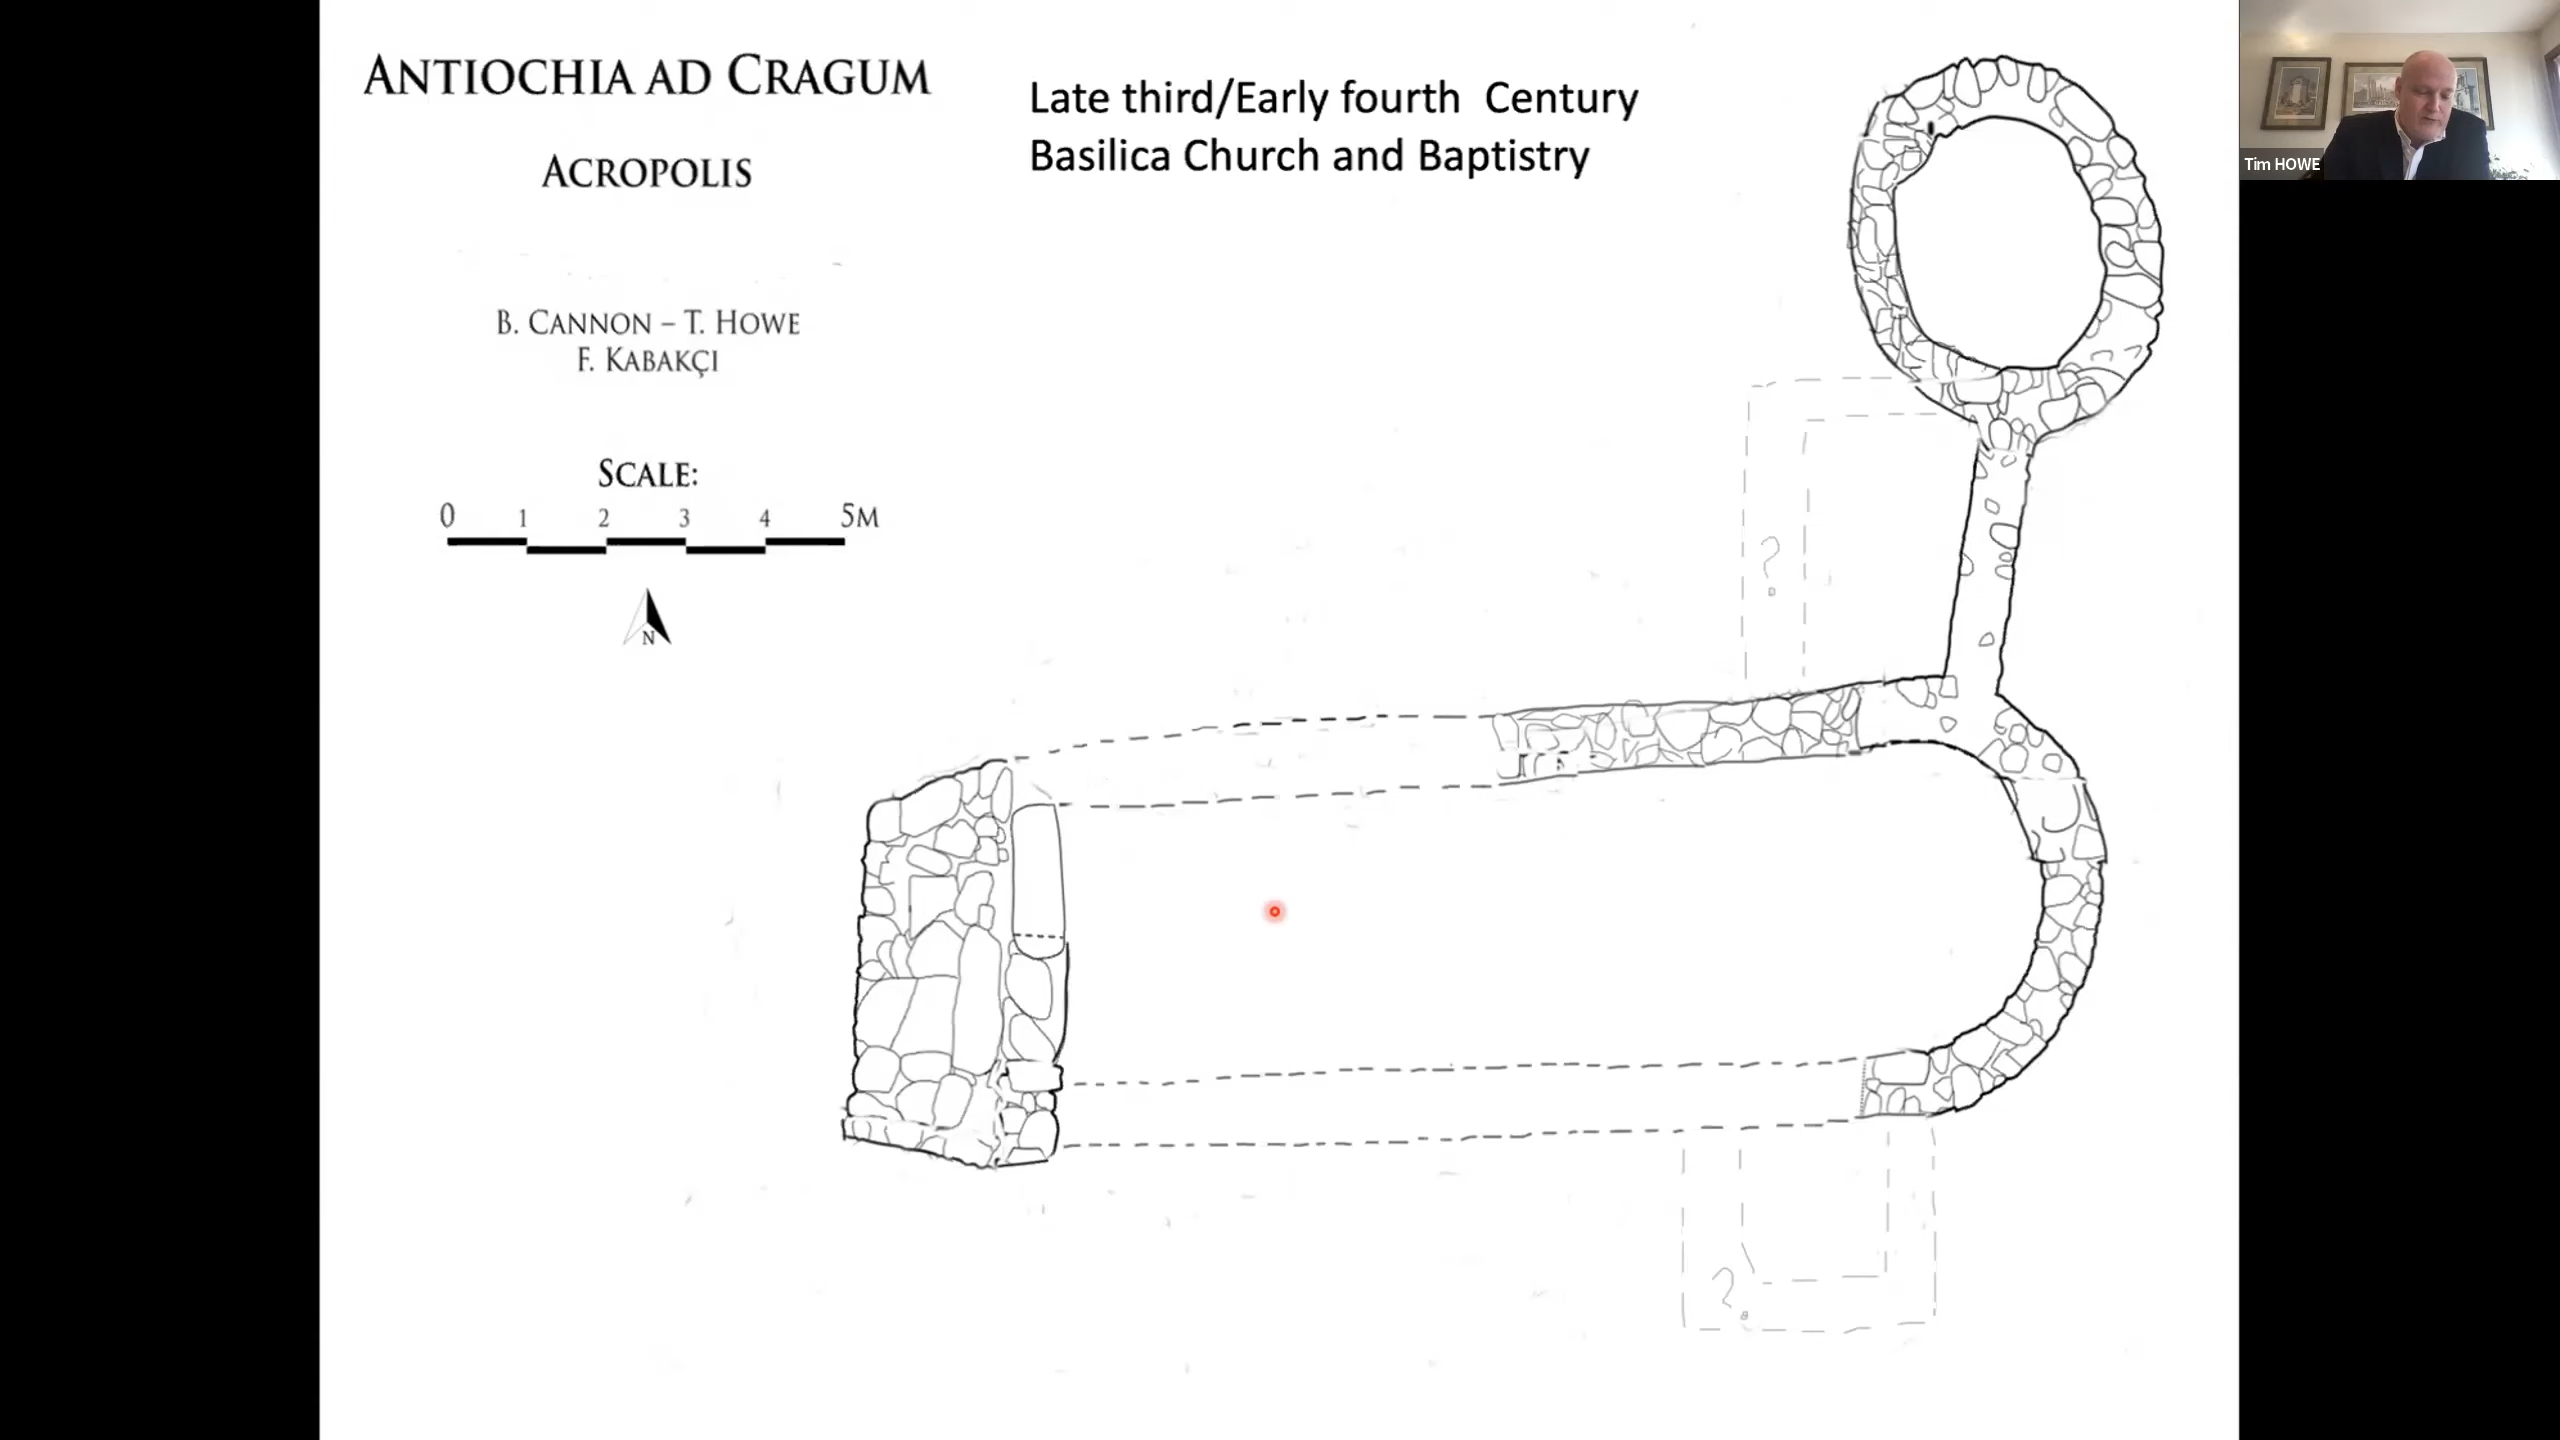 ANTIOCHIA AD CRAGUM
ACROPOLIS
B. CANNON – T. HOWE
F. KABAKÇI
SCALE:
0 1 2 3 4 5M
N
Late third/Early fourth  Century
Basilica Church and Baptistry
?
?
Tim HOWE